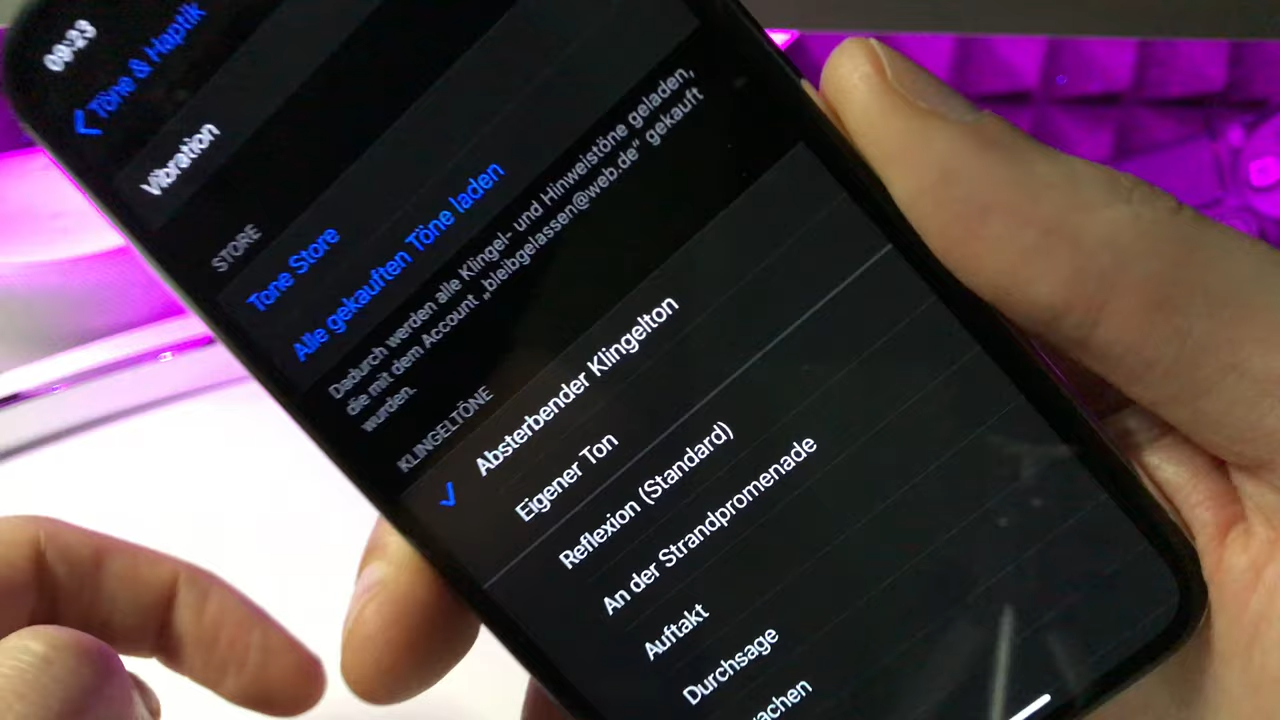 09:23
Töne & Haptik
Vibration
STORE
Tone Store
Alle gekauften Töne laden
Dadurch werden alle Klingel- und Hinweistöne geladen,
die mit dem Account „bleibgelassen@web.de“ gekauft
wurden.
KLINGELTÖNE
Absterbender Klingelton
Eigener Ton
Reflexion (Standard)
An der Strandpromenade
Auftakt
Durchsage